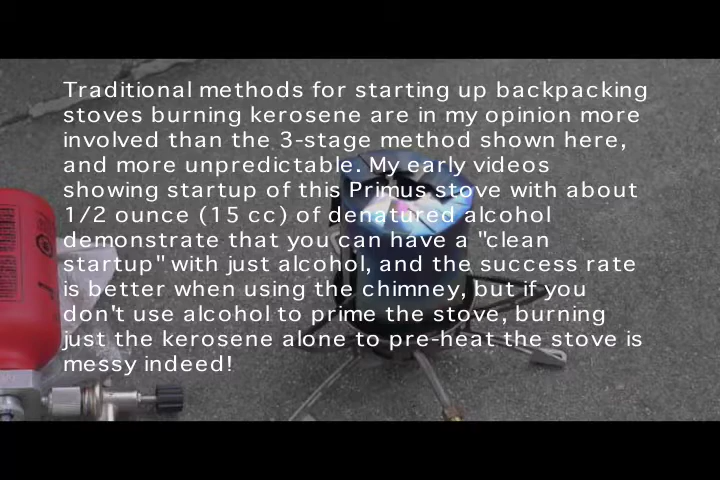 Traditional methods for starting up backpacking
stoves burning kerosene are in my opinion more
involved than the 3-stage method shown here,
and more unpredictable. My early videos
showing startup of this Primus stove with about
1/2 ounce (15 cc) of denatured alcohol
demonstrate that you can have a "clean
startup" with just alcohol, and the success rate
is better when using the chimney, but if you
don't use alcohol to prime the stove, burning
just the kerosene alone to pre-heat the stove is
messy indeed!